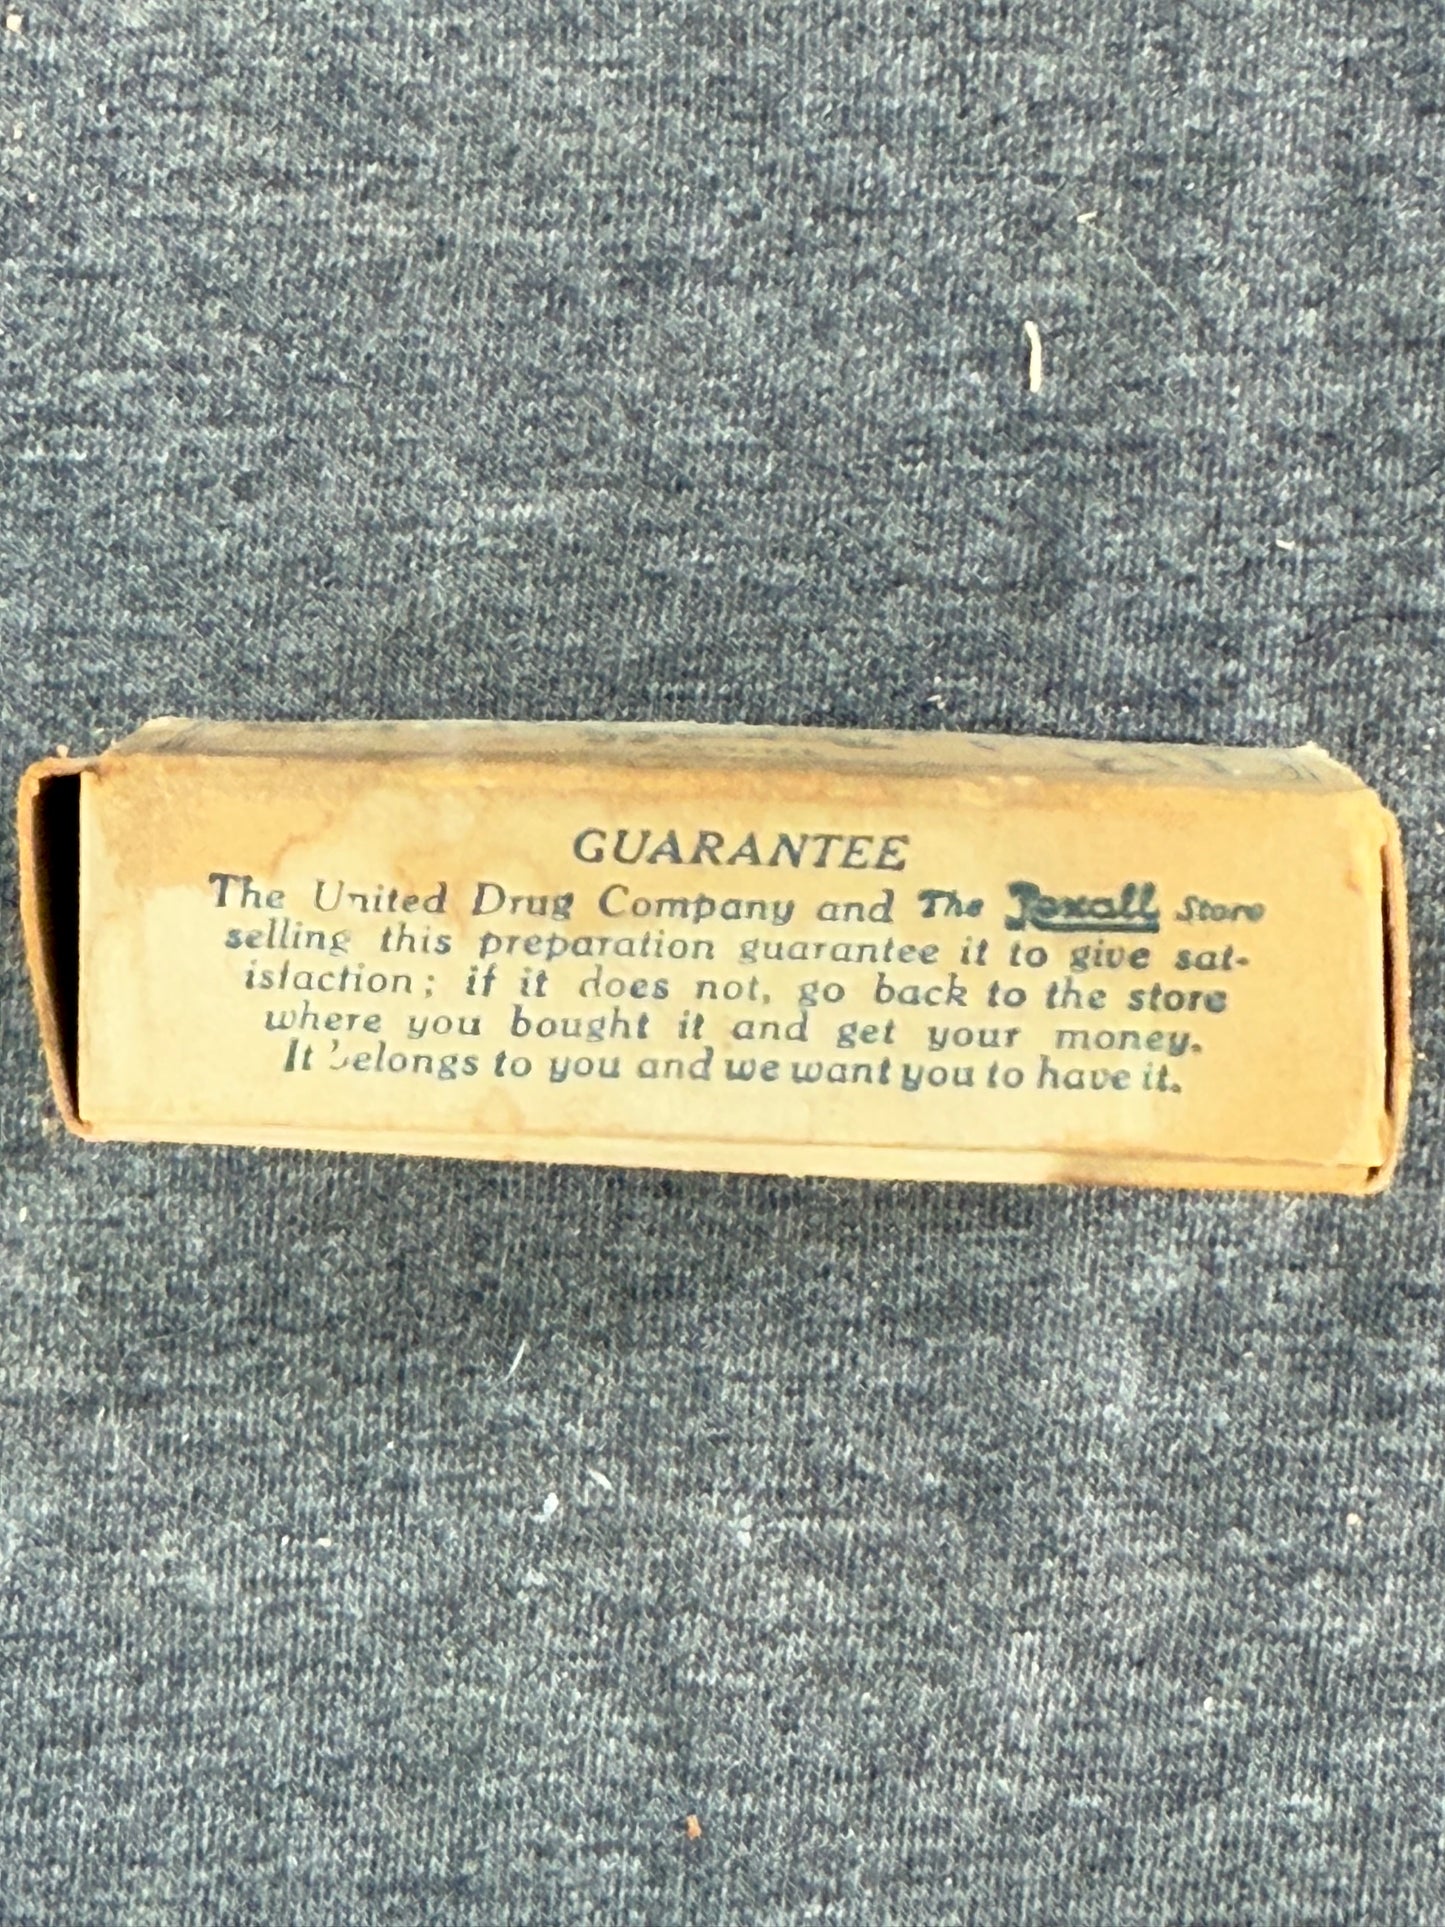 GUARANTEE
The United Drug Company and The Rexall Store
selling this preparation guarantee it to give sat-
isfaction; if it does not, go back to the store
where you bought it and get your money.
It belongs to you and we want you to have it.